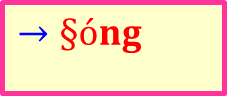 → §óng